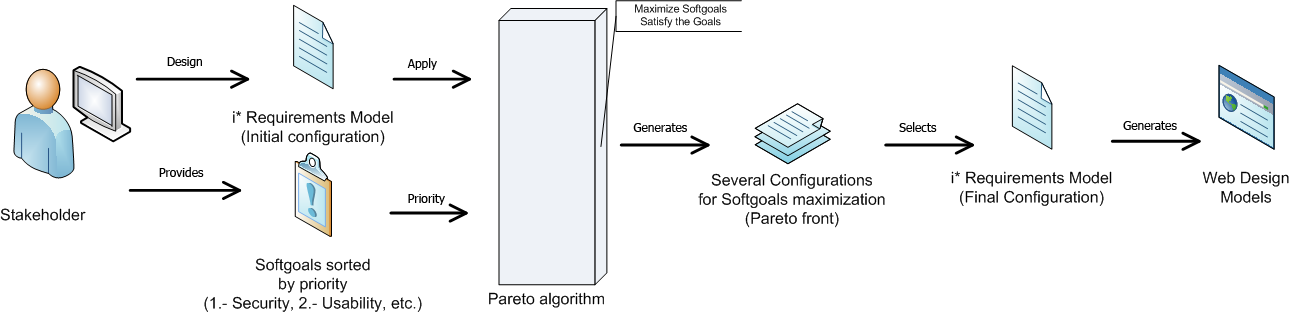 Maximize Softgoals
Satisfy the Goals
Design
Apply
i* Requirements Model
(Initial configuration)
Stakeholder
Provides
Priority
Softgoals sorted
by priority
(1.- Security, 2.- Usability, etc.)
Pareto algorithm
Generates
Several Configurations
for Softgoals maximization
(Pareto front)
Selects
i* Requirements Model
(Final Configuration)
Generates
Web Design
Models